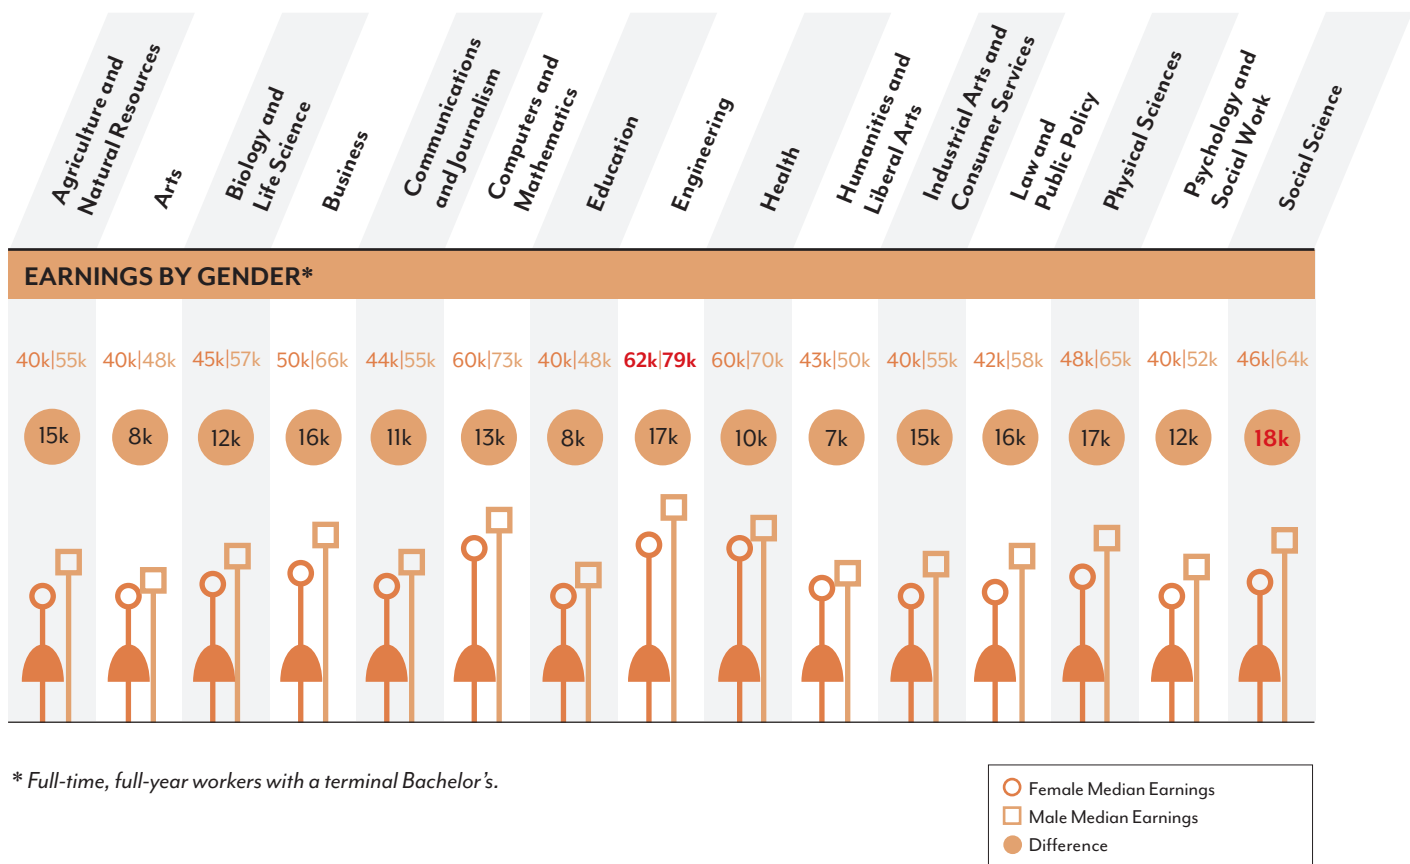 Agriculture and
Natural Resources
Arts
Biology and
Life Science
Business
Communications
and Journalism
Computers and
Mathematics
Education
Engineering
Health
Humanities and
Liberal Arts
Industrial Arts and
Consumer Services
Law and
Public Policy
Physical Sciences
Psychology and
Social Work
Social Science
EARNINGS BY GENDER*
40k|55k 40k|48k 45k|57k 50k|66k 44k|55k 60k|73k 40k|48k 62k|79k 60k|70k 43k|50k 40k|55k 42k|58k 48k|65k 40k|52k 46k|64k
15k 8k 12k 16k 11k 13k 8k 17k 10k 7k 15k 16k 17k 12k 18k
* Full-time, full-year workers with a terminal Bachelor's.
Female Median Earnings
Male Median Earnings
Difference